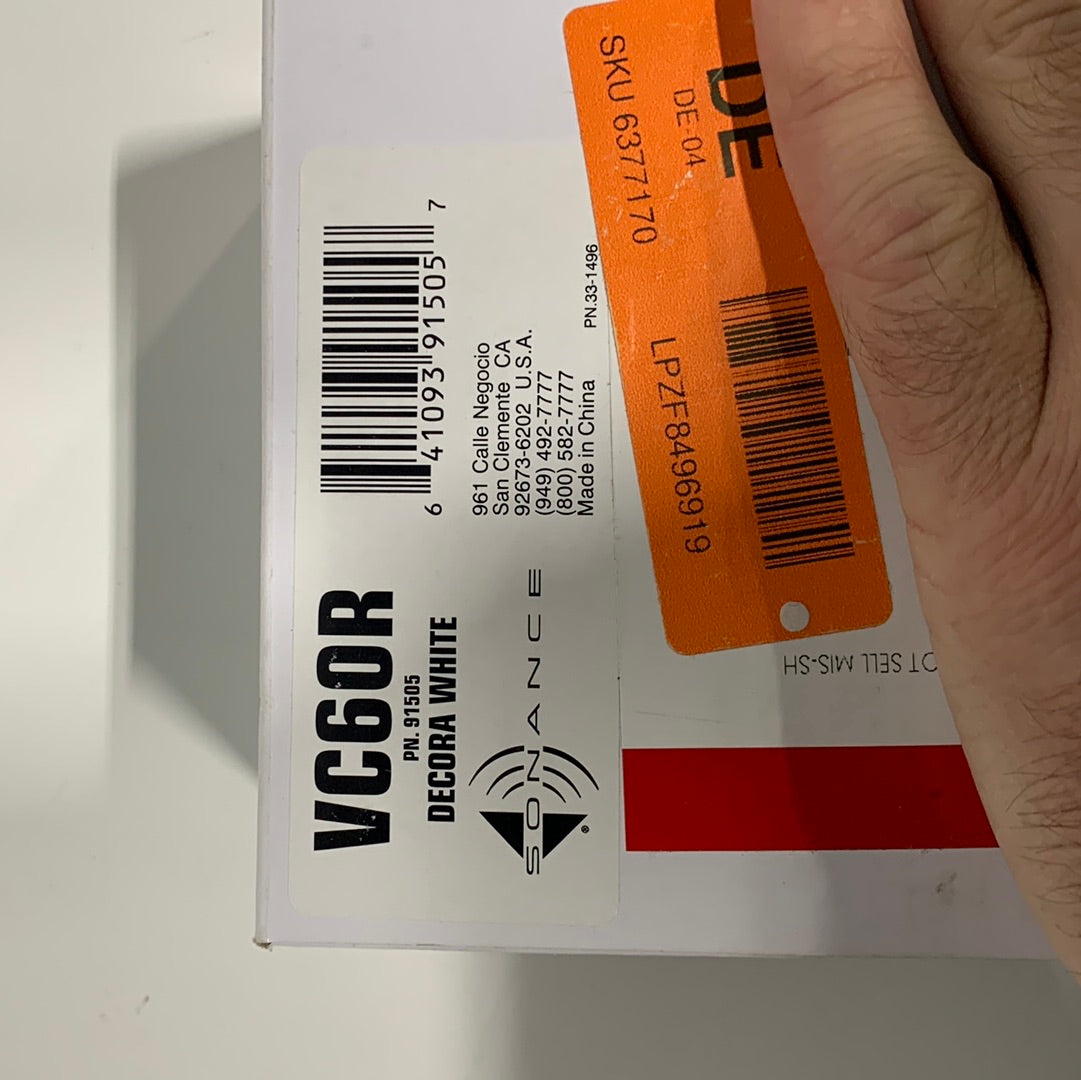 VC60R
PN. 91505
DECORA WHITE
SONANCE
®
6 41093 91505 7
961 Calle Negocio
San Clemente CA
92673-6202 U.S.A.
(949) 492-7777
(800) 582-7777
Made in China
PN.33-1496
DE
DE 04
SKU 6377170
LPZF8496919
SELL MIS-SH